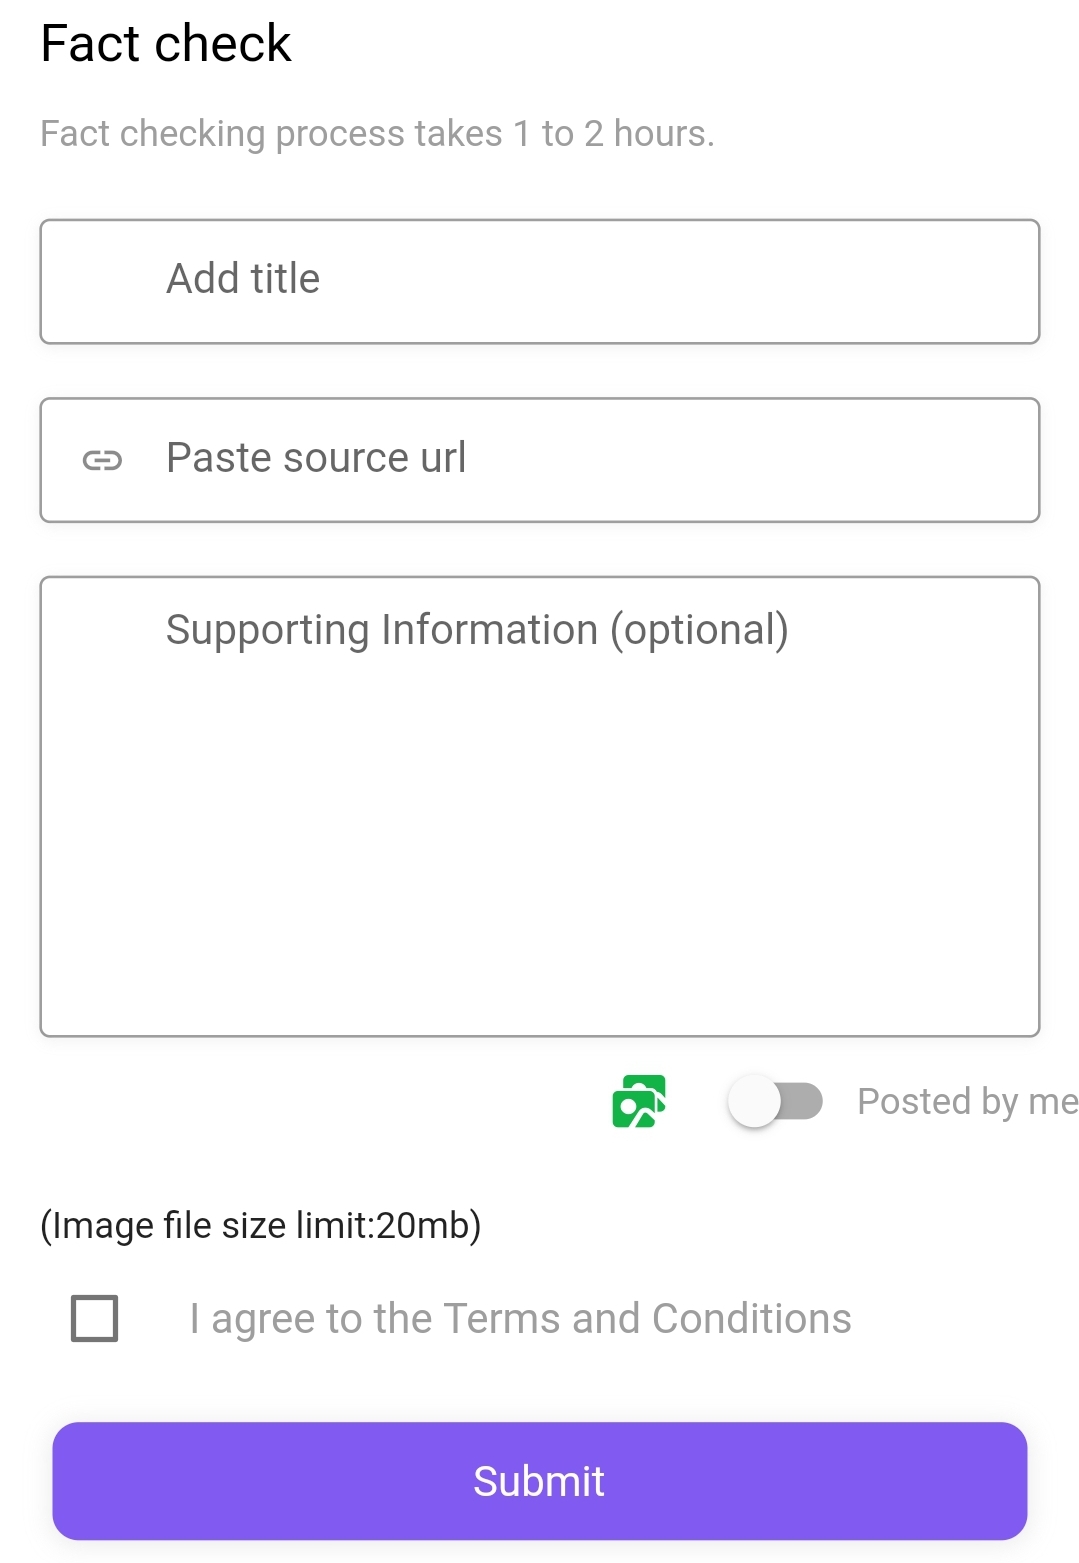 Fact check
Fact checking process takes 1 to 2 hours.
Add title
Paste source url
Supporting Information (optional)
Posted by me
(Image file size limit:20mb)
I agree to the Terms and Conditions
Submit